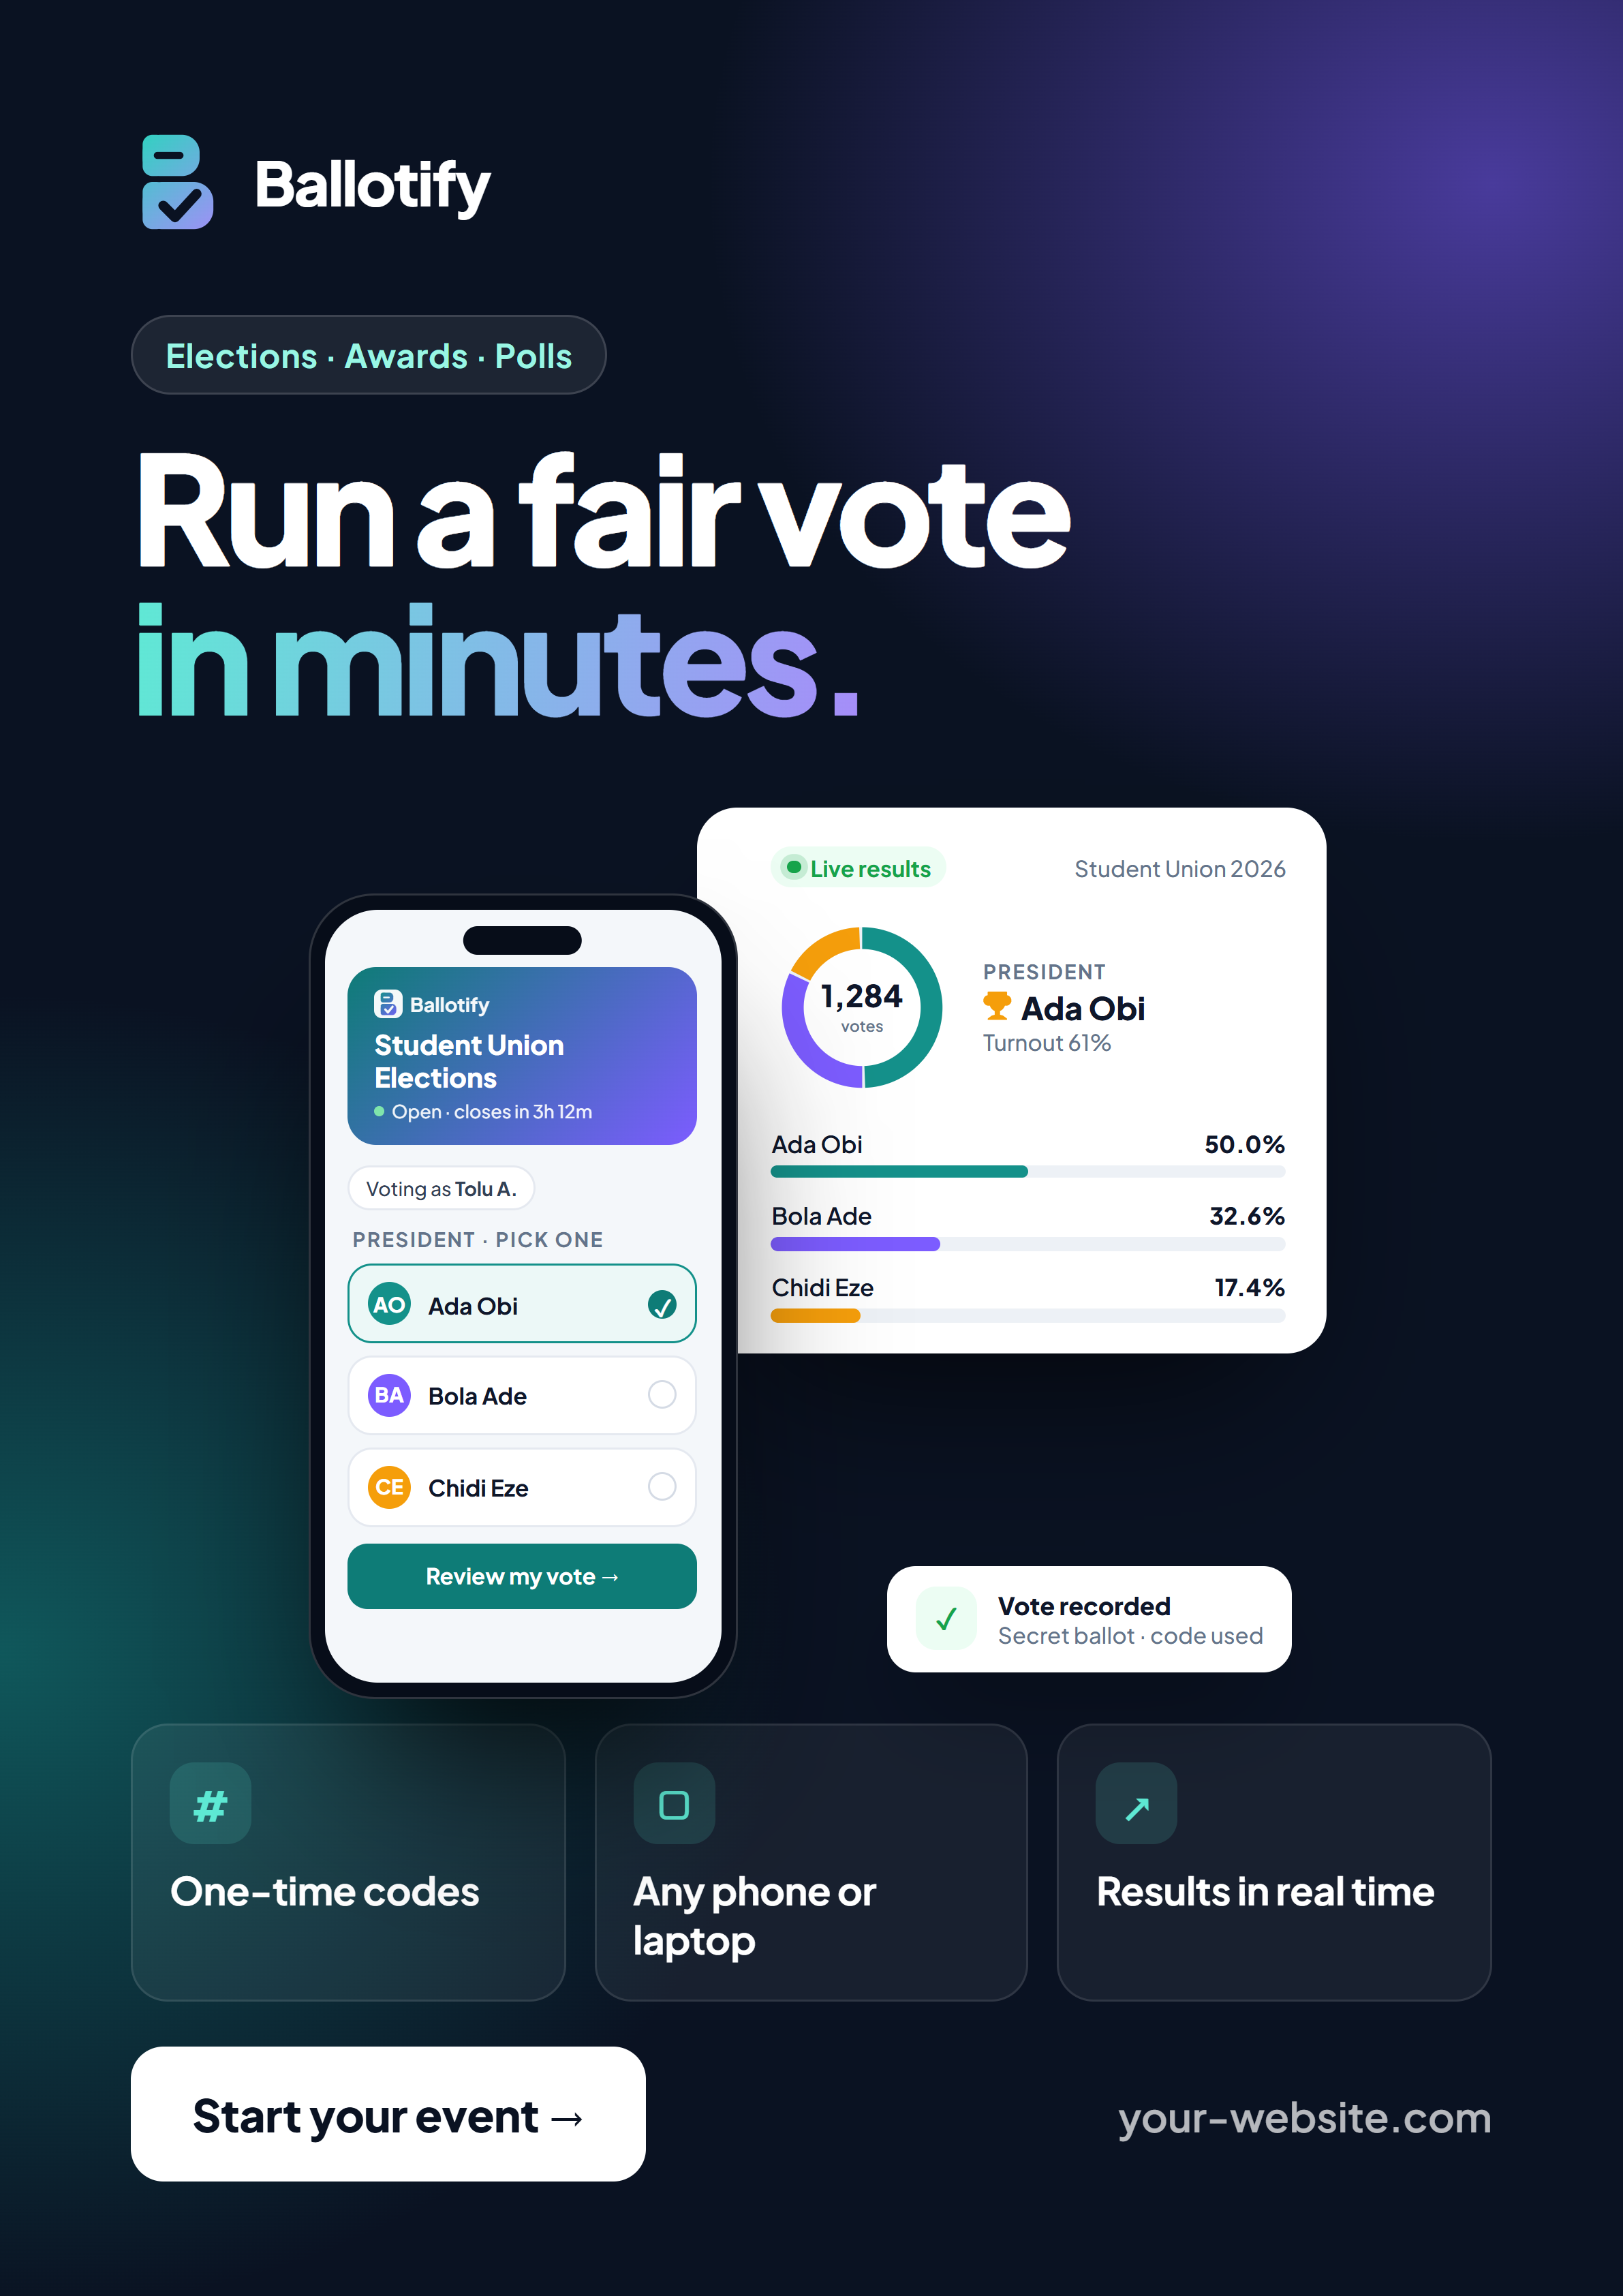 Ballotify
Elections · Awards · Polls
Run a fair vote
in minutes.
Live results
Student Union 2026
1,284
votes
PRESIDENT
Ada Obi
Turnout 61%
Ada Obi 50.0%
Bola Ade 32.6%
Chidi Eze 17.4%
Ballotify
Student Union
Elections
Open · closes in 3h 12m
Voting as Tolu A.
PRESIDENT · PICK ONE
AO Ada Obi
BA Bola Ade
CE Chidi Eze
Review my vote →
Vote recorded
Secret ballot · code used
#
One-time codes
Any phone or
laptop
Results in real time
Start your event →
your-website.com